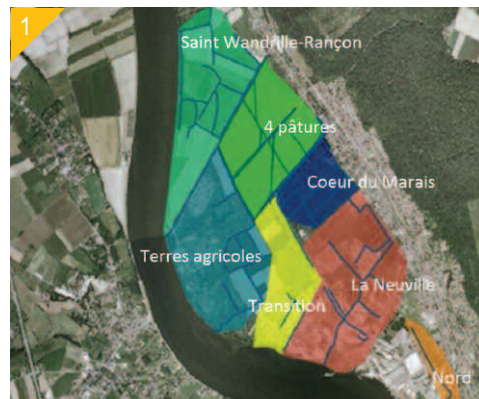 1
Saint Wandrille-Rançon
4 pâtures
Coeur du Marais
Terres agricoles
La Neuville
Transition
Nord